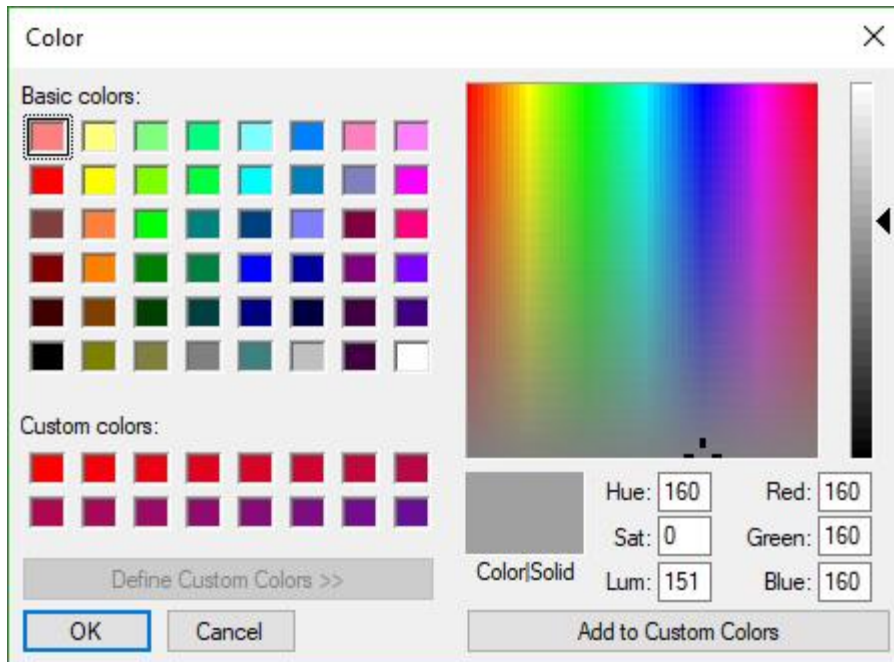 Color
Basic colors:
Custom colors:
Define Custom Colors >>
OK
Cancel
Color|Solid
Hue: 160
Sat: 0
Lum: 151
Red: 160
Green: 160
Blue: 160
Add to Custom Colors